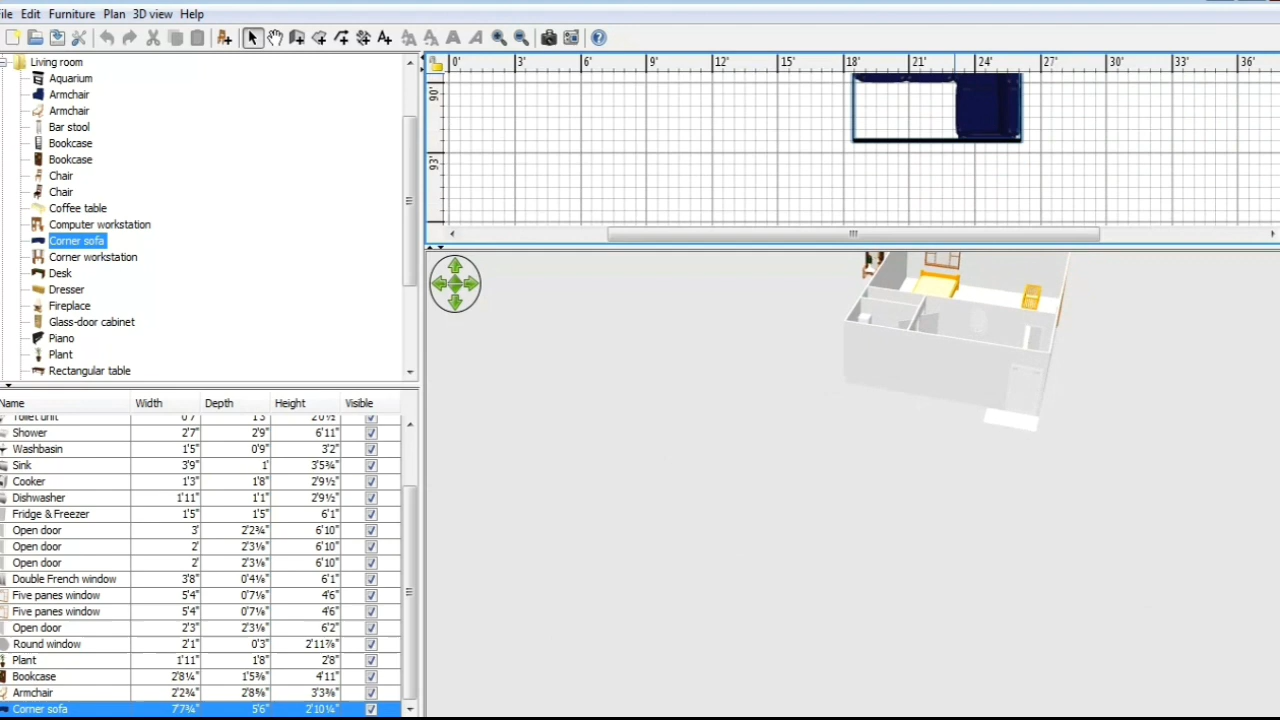 File Edit Furniture Plan 3D view Help
0' 3' 6' 9' 12' 15' 18' 21' 24' 27' 30' 33' 36'
90'
93'
Living room
Aquarium
Armchair
Armchair
Bar stool
Bookcase
Bookcase
Chair
Chair
Coffee table
Computer workstation
Corner sofa
Corner workstation
Desk
Dresser
Fireplace
Glass-door cabinet
Piano
Plant
Rectangular table
Name Width Depth Height Visible
Toilet unit
Shower 2'7" 2'9" 6'11"
Washbasin 1'5" 0'9" 3'2"
Sink 3'9" 1' 3'5¾"
Cooker 1'3" 1'8" 2'9½"
Dishwasher 1'11" 1'1" 2'9½"
Fridge & Freezer 1'5" 1'5" 6'1"
Open door 3' 2'2¾" 6'10"
Open door 2' 2'3⅛" 6'10"
Open door 2' 2'3⅛" 6'10"
Double French window 3'8" 0'4⅛" 6'1"
Five panes window 5'4" 0'7⅛" 4'6"
Five panes window 5'4" 0'7⅛" 4'6"
Open door 2'3" 2'3⅛" 6'2"
Round window 2'1" 0'3" 2'11⅞"
Plant 1'11" 1'8" 2'8"
Bookcase 2'8¼" 1'5⅜" 4'11"
Armchair 2'2¾" 2'8⅝" 3'3⅜"
Corner sofa 7'7¾" 5'6" 2'10¼"